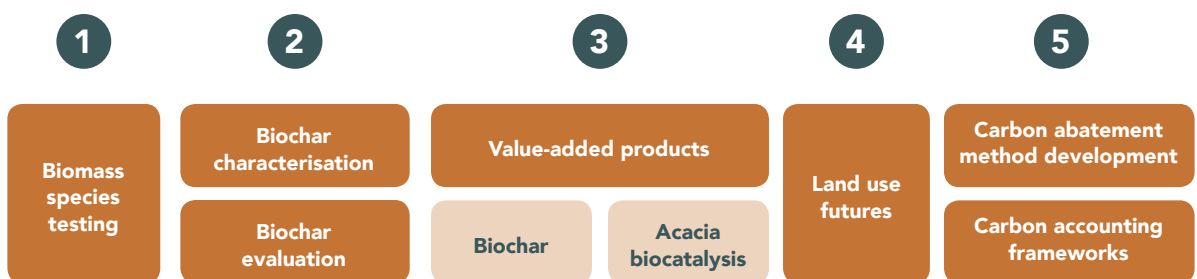 1
2
3
4
5
Biomass
species
testing
Biochar
characterisation
Biochar
evaluation
Value-added products
Biochar
Acacia
biocatalysis
Land use
futures
Carbon abatement
method development
Carbon accounting
frameworks